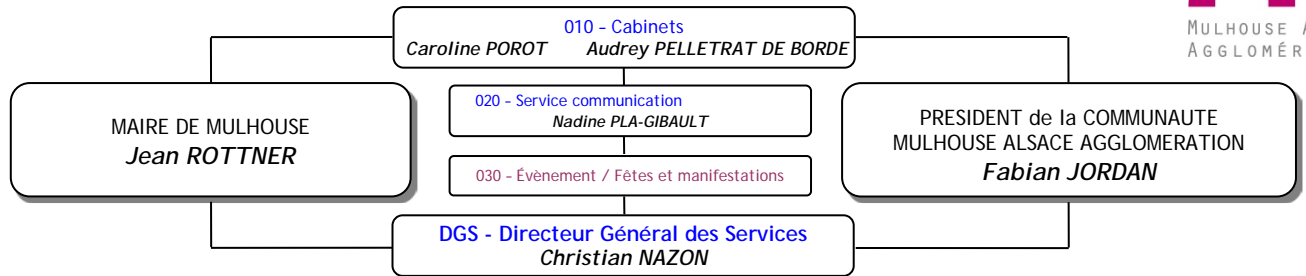 010 - Cabinets
Caroline POROT Audrey PELLETRAT DE BORDE
MULHOUSE
AGGLOMÉR
020 - Service communication
Nadine PLA-GIBAULT
MAIRE DE MULHOUSE
Jean ROTTNER
PRESIDENT de la COMMUNAUTE
MULHOUSE ALSACE AGGLOMERATION
Fabian JORDAN
030 - Évènement / Fêtes et manifestations
DGS - Directeur Général des Services
Christian NAZON